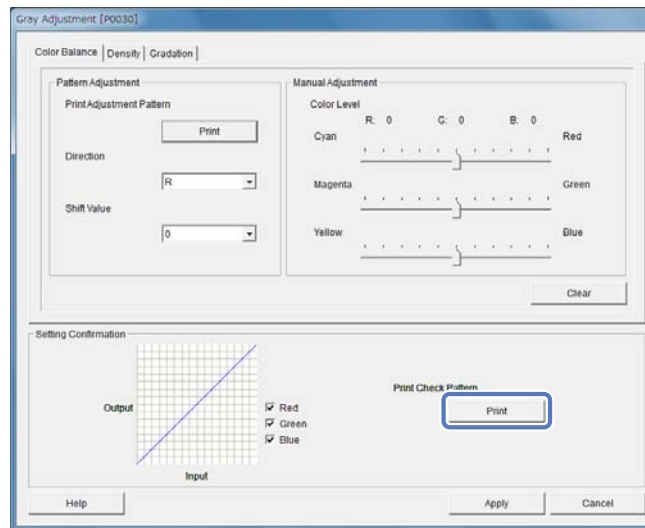 Gray Adjustment [P0030]
Color Balance Density Gradation
Pattern Adjustment
Print Adjustment Pattern
Print
Direction
R
Shift Value
0
Manual Adjustment
Color Level
R: 0 G: 0 B: 0
Cyan Red
Magenta Green
Yellow Blue
Clear
Setting Confirmation
Output
Input
Red
Green
Blue
Print Check Pattern
Print
Help Apply Cancel